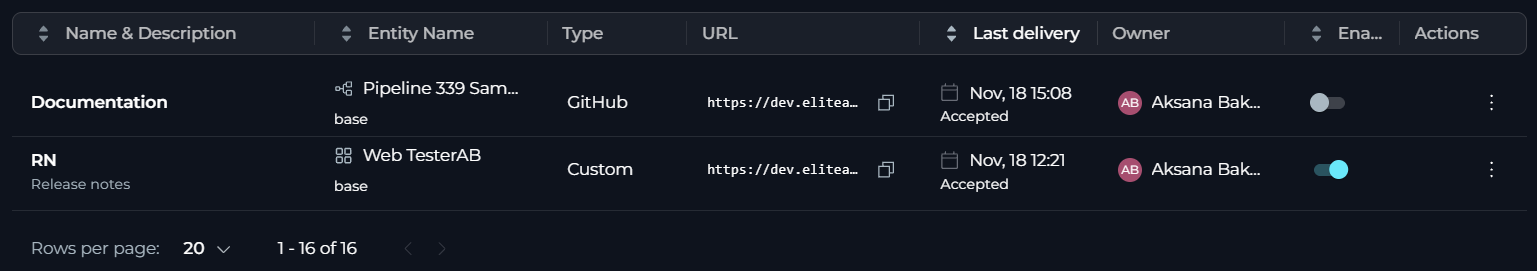 Name & Description Entity Name Type URL Last delivery Owner Ena... Actions
Documentation Pipeline 339 Sam... base GitHub https://dev.elitea… Nov, 18 15:08 Accepted AB Aksana Bak...
RN Release notes Web TesterAB base Custom https://dev.elitea… Nov, 18 12:21 Accepted AB Aksana Bak...
Rows per page: 20 1 - 16 of 16